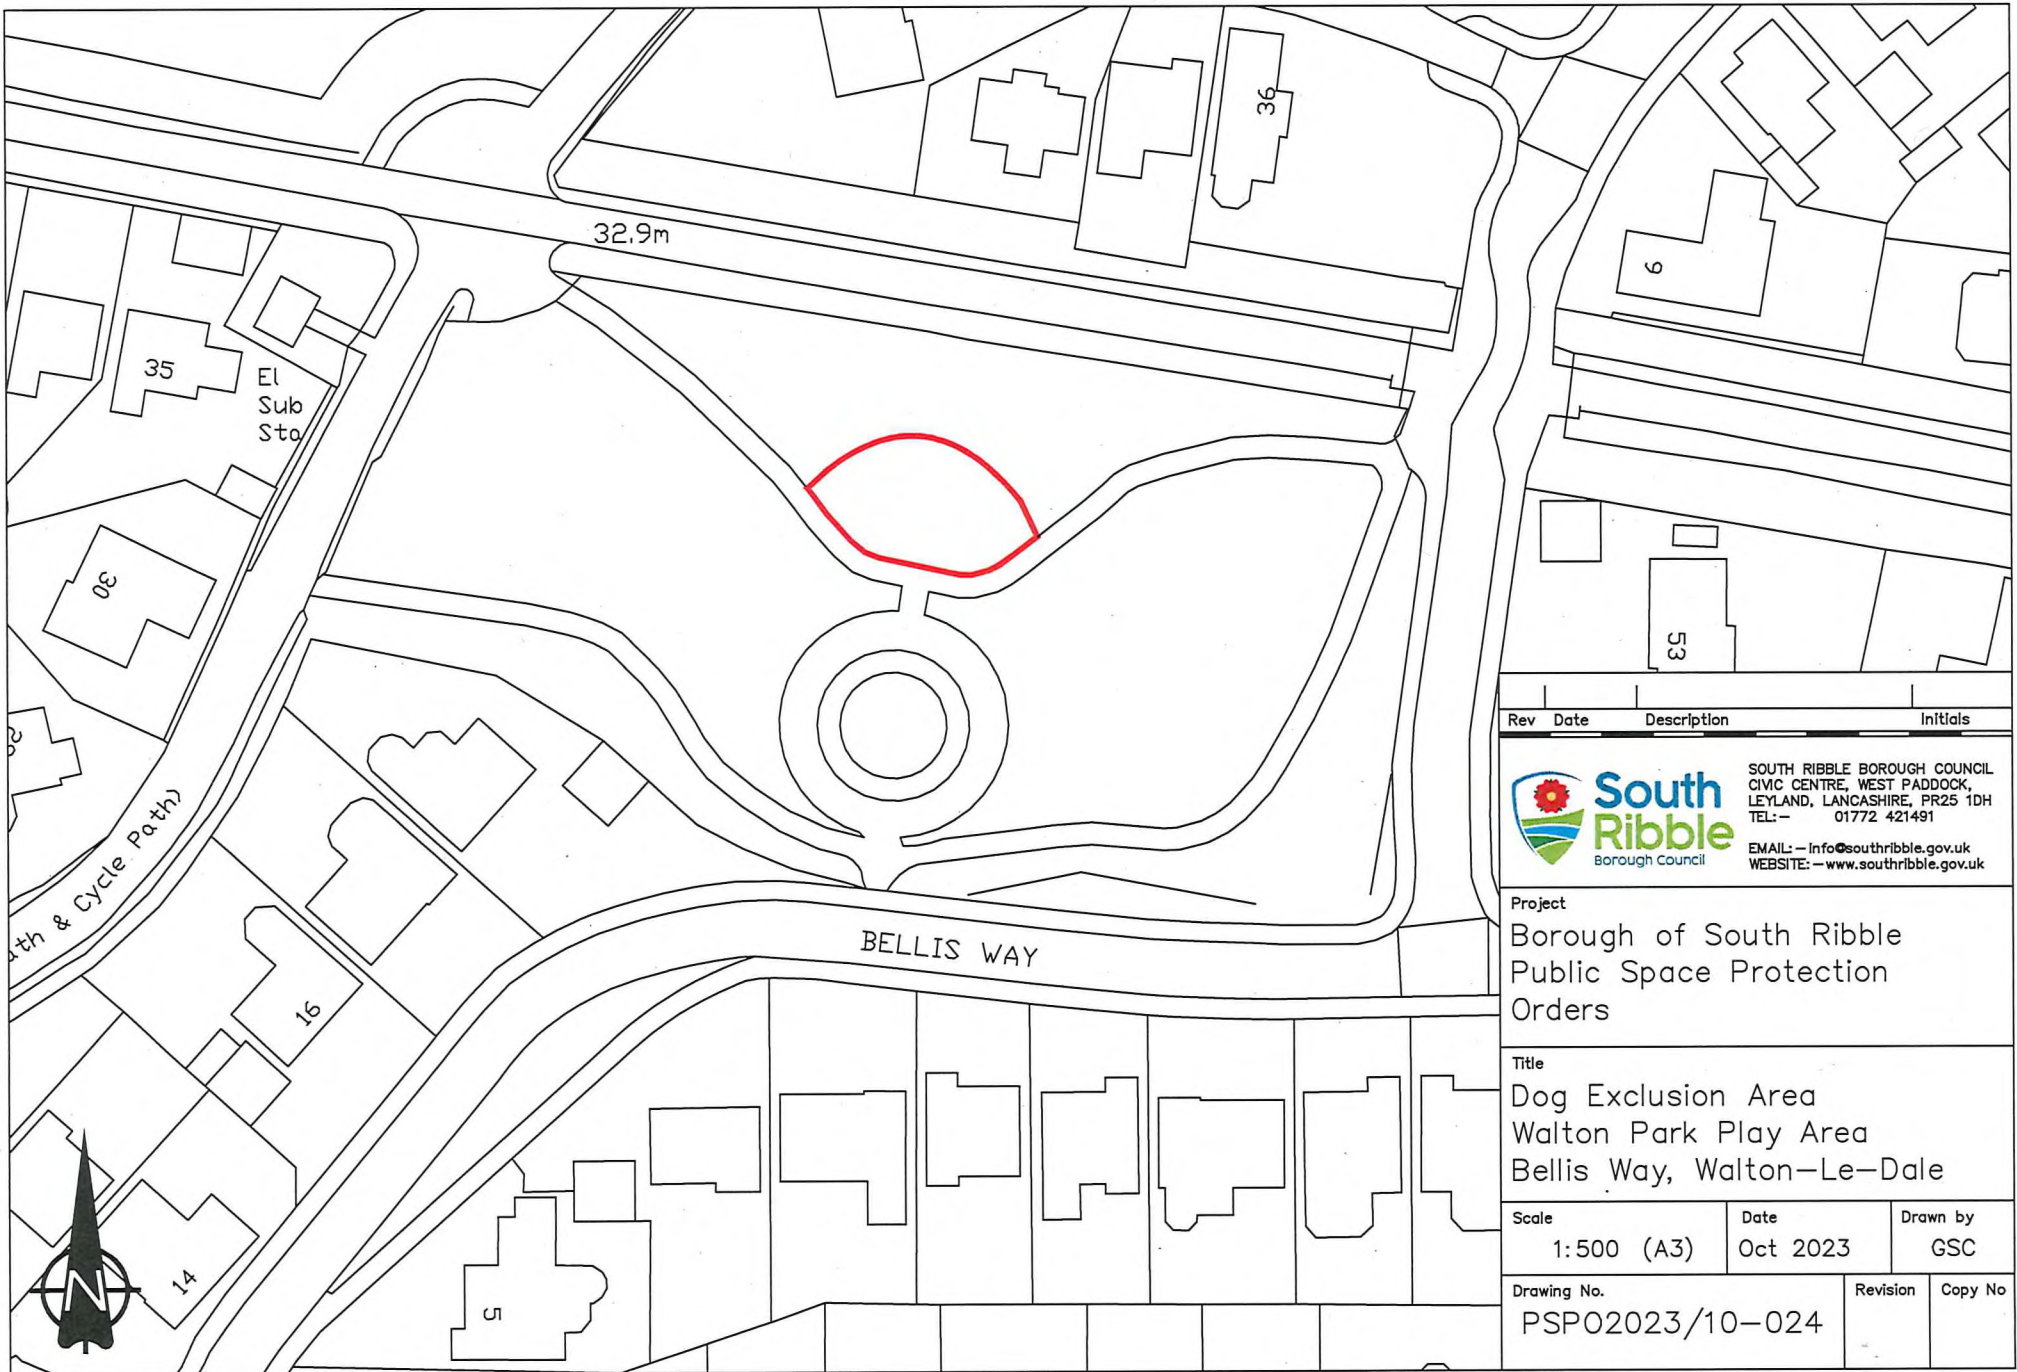 36
32.9m
9
35
El
Sub
Sta
30
53
ath & Cycle Path)
BELLIS WAY
16
14
5
N
Rev Date Description Initials
South
Ribble
Borough Council
SOUTH RIBBLE BOROUGH COUNCIL
CIVIC CENTRE, WEST PADDOCK,
LEYLAND, LANCASHIRE, PR25 1DH
TEL:- 01772 421491
EMAIL:-info@southribble.gov.uk
WEBSITE:-www.southribble.gov.uk
Project
Borough of South Ribble
Public Space Protection
Orders
Title
Dog Exclusion Area
Walton Park Play Area
Bellis Way, Walton-Le-Dale
Scale Date Drawn by
1:500 (A3) Oct 2023 GSC
Drawing No. Revision Copy No
PSPO2023/10-024